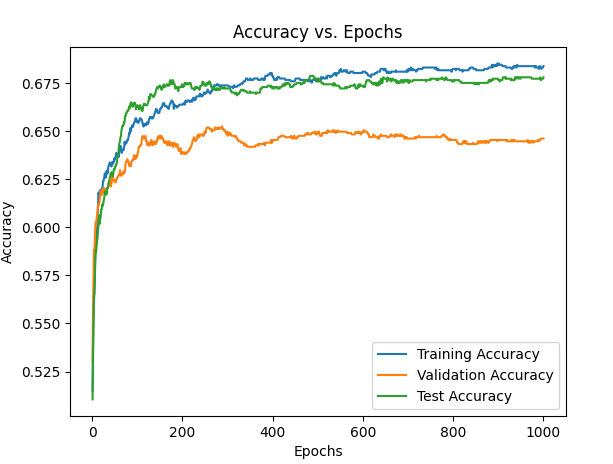 Accuracy vs. Epochs
Accuracy
0.675
0.650
0.625
0.600
0.575
0.550
0.525
0
200
400
600
800
1000
Epochs
Training Accuracy
Validation Accuracy
Test Accuracy